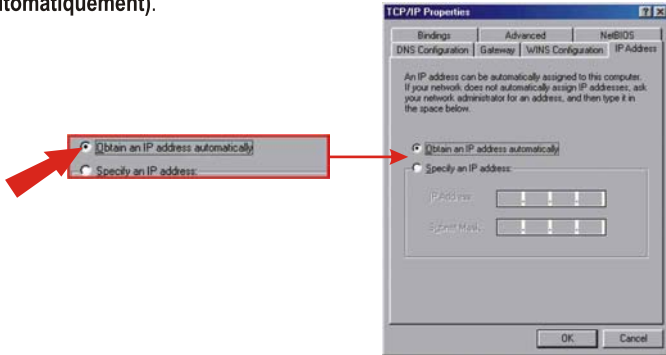 utomatiquement).
TCP/IP Properties
Bindings Advanced NetBIOS
DNS Configuration Gateway WINS Configuration IP Address
An IP address can be automatically assigned to this computer.
If your network does not automatically assign IP addresses, ask
your network administrator for an address, and then type it in
the space below.
Obtain an IP address automatically
Specify an IP address:
Obtain an IP address automatically
Specify an IP address:
IP Address:
Subnet Mask:
OK Cancel